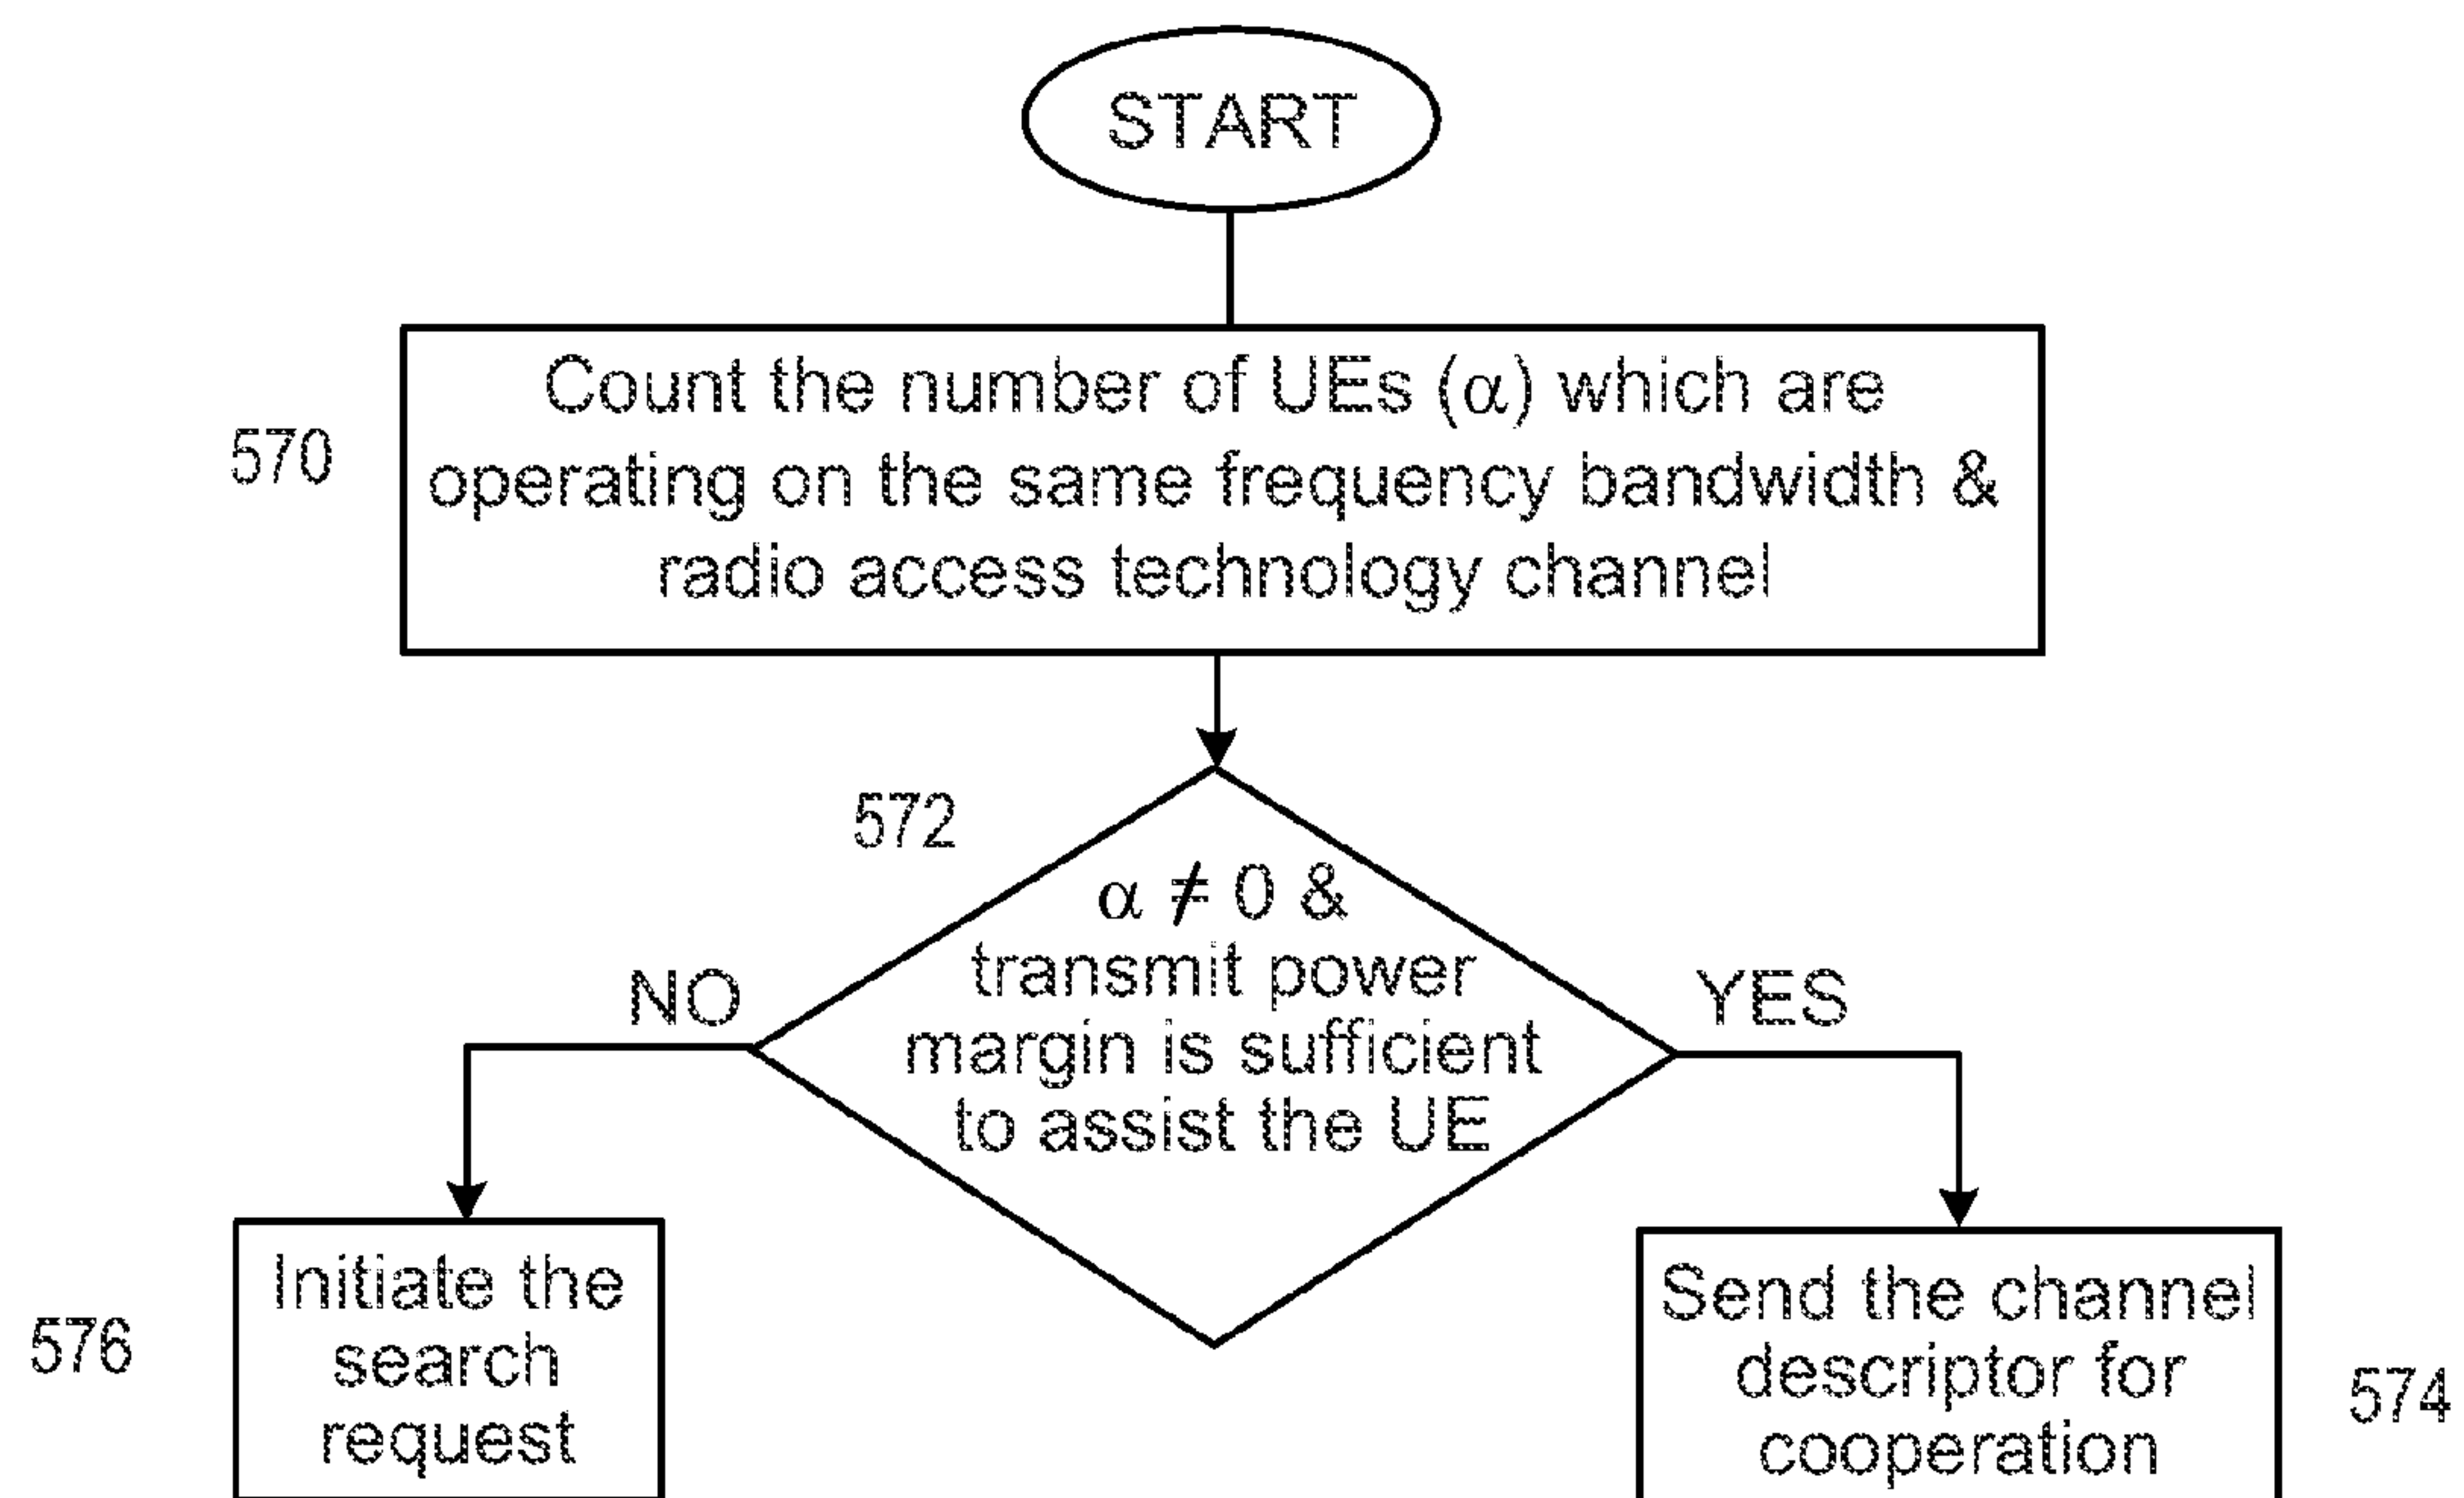 START
570
Count the number of UEs (α) which are
operating on the same frequency bandwidth &
radio access technology channel
572
α ≠ 0 &
transmit power
margin is sufficient
to assist the UE
NO
YES
576
Initiate the
search
request
Send the channel
descriptor for
cooperation
574